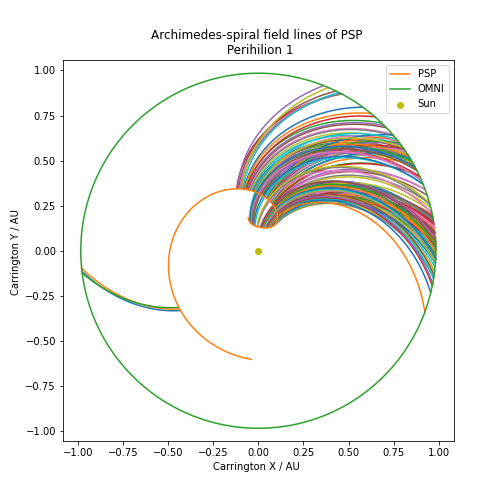 Archimedes-spiral field lines of PSP
Perihilion 1
PSP
OMNI
Sun
1.00
0.75
0.50
0.25
0.00
−0.25
−0.50
−0.75
−1.00
Carrington Y / AU
−1.00
−0.75
−0.50
−0.25
0.00
0.25
0.50
0.75
1.00
Carrington X / AU